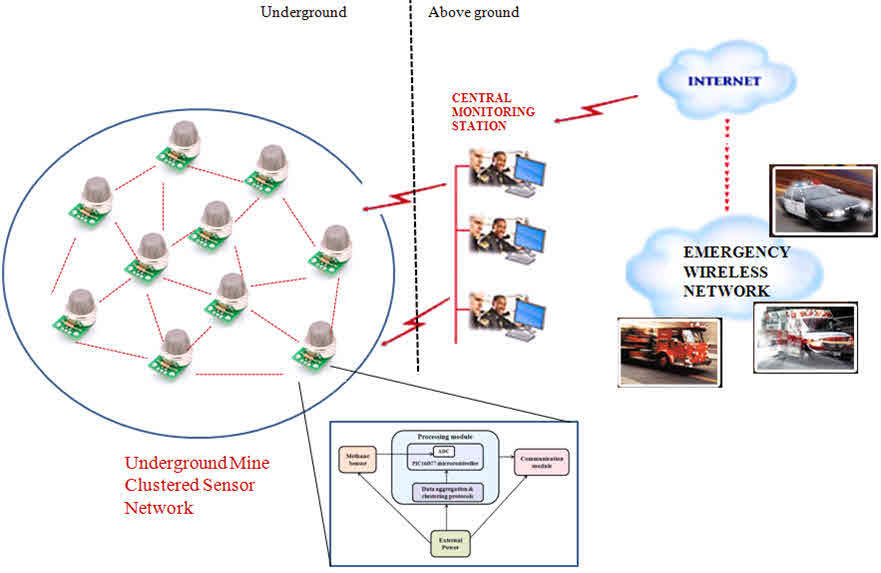 Underground
Above ground
INTERNET
CENTRAL
MONITORING
STATION
EMERGENCY
WIRELESS
NETWORK
Underground Mine
Clustered Sensor
Network
Processing module
ADC
PIC16f877 microcontroller
Methane
Sensor
Communication
module
Data aggregation &
clustering protocols
External
Power